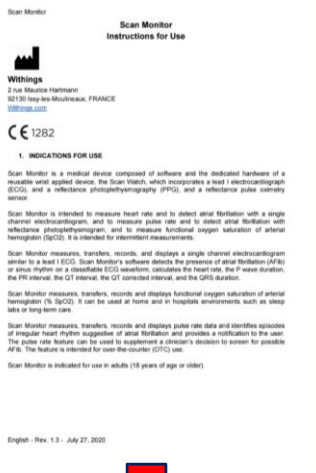 Scan Monitor
Scan Monitor
Instructions for Use
Withings
2 rue Maurice Hartmann
92130 Issy-les-Moulineaux, FRANCE
Withings.com
CE 1282
1. INDICATIONS FOR USE
Scan Monitor is a medical device composed of software and the dedicated hardware of a
reusable wrist applied device, the Scan Watch, which incorporates a lead I electrocardiograph
(ECG), and a reflectance photoplethysmography (PPG), and a reflectance pulse oximetry
sensor.
Scan Monitor is intended to measure heart rate and to detect atrial fibrillation with a single
channel electrocardiogram, and to measure pulse rate and to detect atrial fibrillation with
reflectance photoplethysmogram, and to measure functional oxygen saturation of arterial
hemoglobin (SpO2). It is intended for intermittent measurements.
Scan Monitor measures, transfers, records, and displays a single channel electrocardiogram
similar to a lead I ECG. Scan Monitor's software detects the presence of atrial fibrillation (AFib)
or sinus rhythm on a classifiable ECG waveform, calculates the heart rate, the P wave duration,
the PR interval, the QT interval, the QT corrected interval, and the QRS duration.
Scan Monitor measures, transfers, records and displays functional oxygen saturation of arterial
hemoglobin (% SpO2). It can be used at home and in hospitals environments such as sleep
labs or long-term care.
Scan Monitor measures, transfers, records and displays pulse rate data and identifies episodes
of irregular heart rhythm suggestive of atrial fibrillation and provides a notification to the user.
The pulse rate feature can be used to supplement a clinician's decision to screen for possible
AFib. The feature is intended for over-the-counter (OTC) use.
Scan Monitor is indicated for use in adults (18 years of age or older).
English - Rev. 1.3 - July 27, 2020